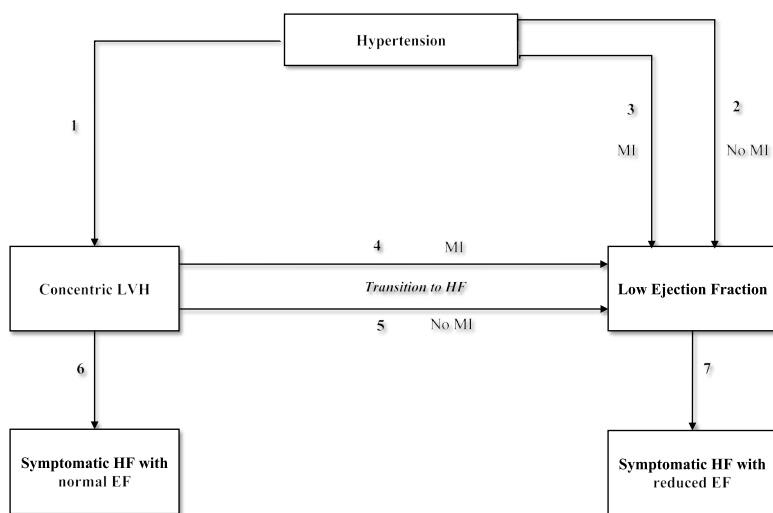 Hypertension
1
3
2
MI
No MI
4 MI
Concentric LVH
Transition to HF
Low Ejection Fraction
5 No MI
6
7
Symptomatic HF with
normal EF
Symptomatic HF with
reduced EF